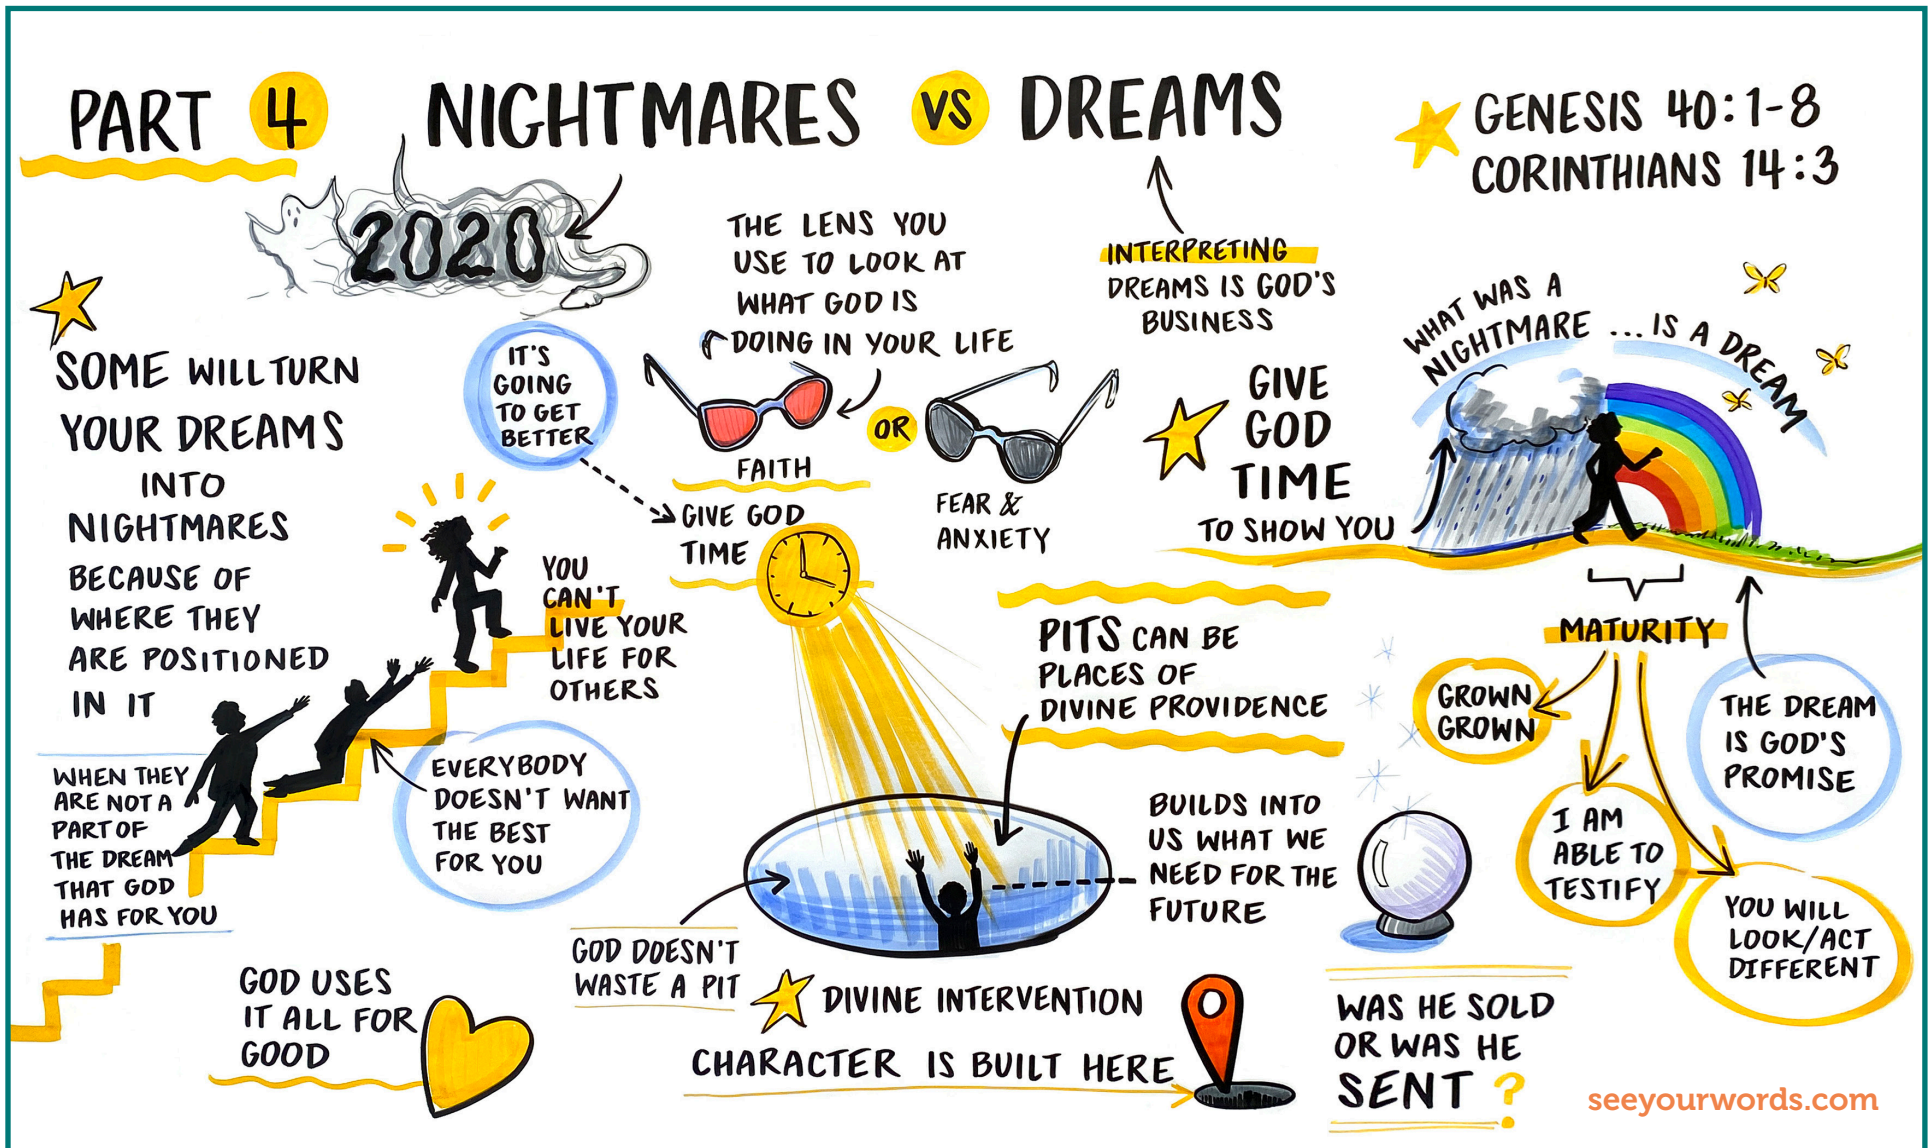 PART 4
NIGHTMARES VS DREAMS
GENESIS 40:1-8
CORINTHIANS 14:3
2020
THE LENS YOU
USE TO LOOK AT
WHAT GOD IS
DOING IN YOUR LIFE
INTERPRETING
DREAMS IS GOD'S
BUSINESS
SOME WILL TURN
YOUR DREAMS
INTO
NIGHTMARES
BECAUSE OF
WHERE THEY
ARE POSITIONED
IN IT
IT'S
GOING
TO GET
BETTER
FAITH
OR
FEAR &
ANXIETY
GIVE GOD
TIME
GIVE
GOD
TIME
TO SHOW YOU
WHAT WAS A
NIGHTMARE
...IS A DREAM
YOU
CAN'T
LIVE YOUR
LIFE FOR
OTHERS
WHEN THEY
ARE NOT A
PART OF
THE DREAM
THAT GOD
HAS FOR YOU
EVERYBODY
DOESN'T WANT
THE BEST
FOR YOU
PITS CAN BE
PLACES OF
DIVINE PROVIDENCE
BUILDS INTO
US WHAT WE
NEED FOR THE
FUTURE
MATURITY
GROWN
GROWN
I AM
ABLE TO
TESTIFY
YOU WILL
LOOK/ACT
DIFFERENT
THE DREAM
IS GOD'S
PROMISE
GOD USES
IT ALL FOR
GOOD
GOD DOESN'T
WASTE A PIT
DIVINE INTERVENTION
CHARACTER IS BUILT HERE
WAS HE SOLD
OR WAS HE
SENT ?
seeyourwords.com